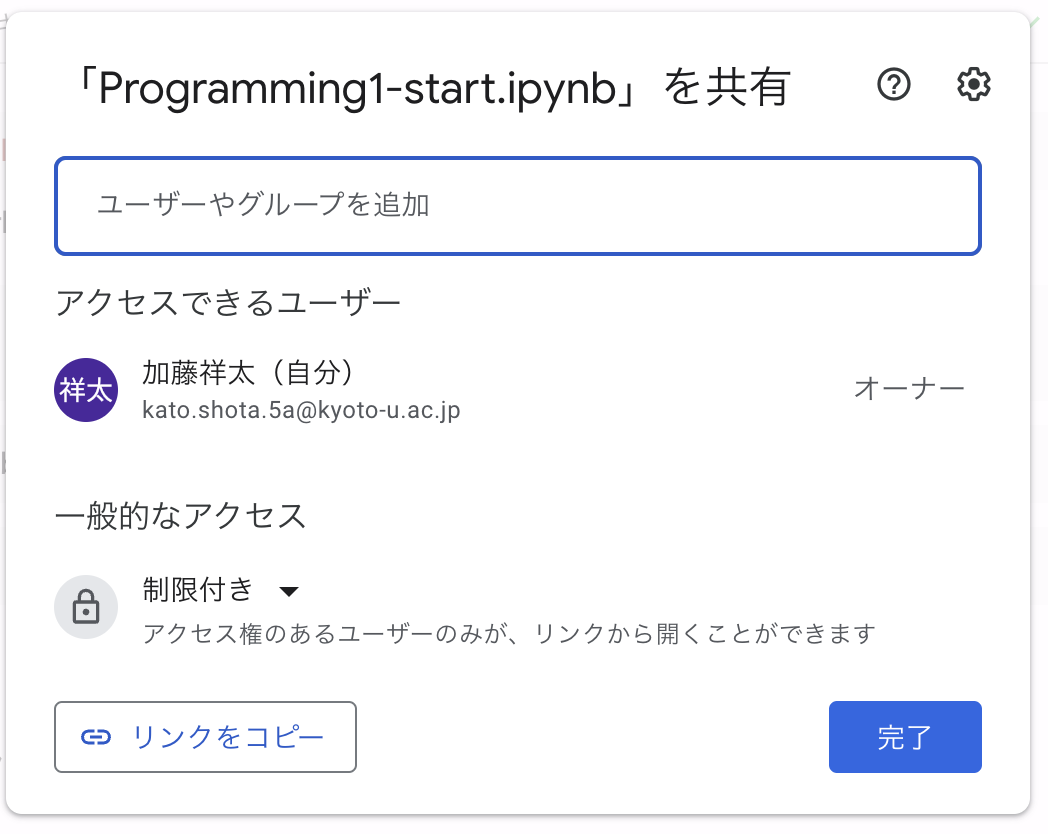 「Programming1-start.ipynb」を共有
ユーザーやグループを追加
アクセスできるユーザー
祥太
加藤祥太（自分）
kato.shota.5a@kyoto-u.ac.jp
オーナー
一般的なアクセス
制限付き
アクセス権のあるユーザーのみが、リンクから開くことができます
リンクをコピー
完了